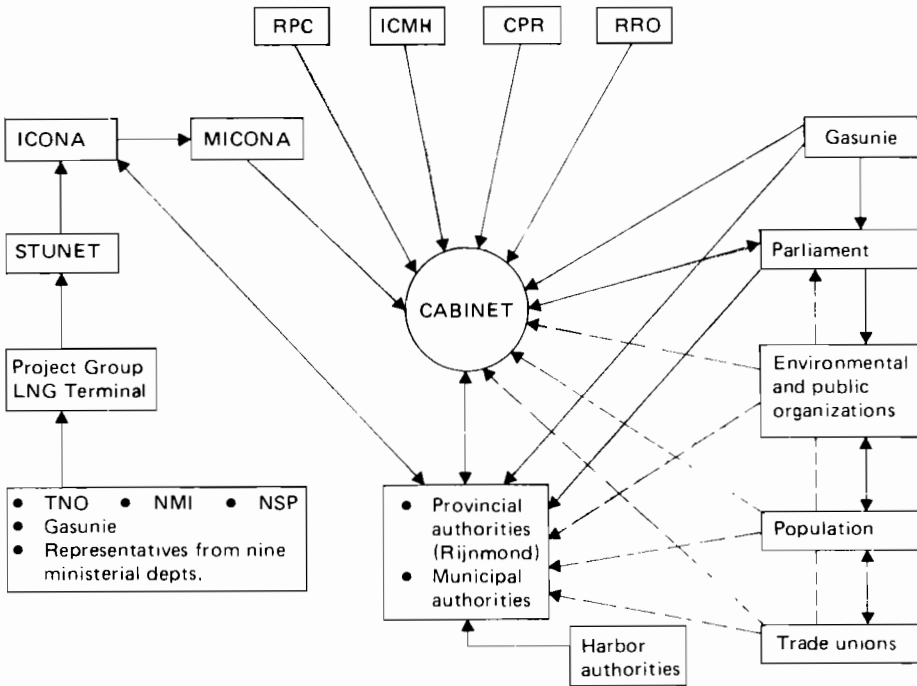 RPC
ICMH
CPR
RRO
ICONA
MICONA
Gasunie
STUNET
Parliament
CABINET
Project Group
LNG Terminal
Environmental
and public
organizations
• TNO • NMI • NSP
• Gasunie
• Representatives from nine
ministerial depts.
• Provincial
authorities
(Rijnmond)
• Municipal
authorities
Population
Harbor
authorities
Trade unions